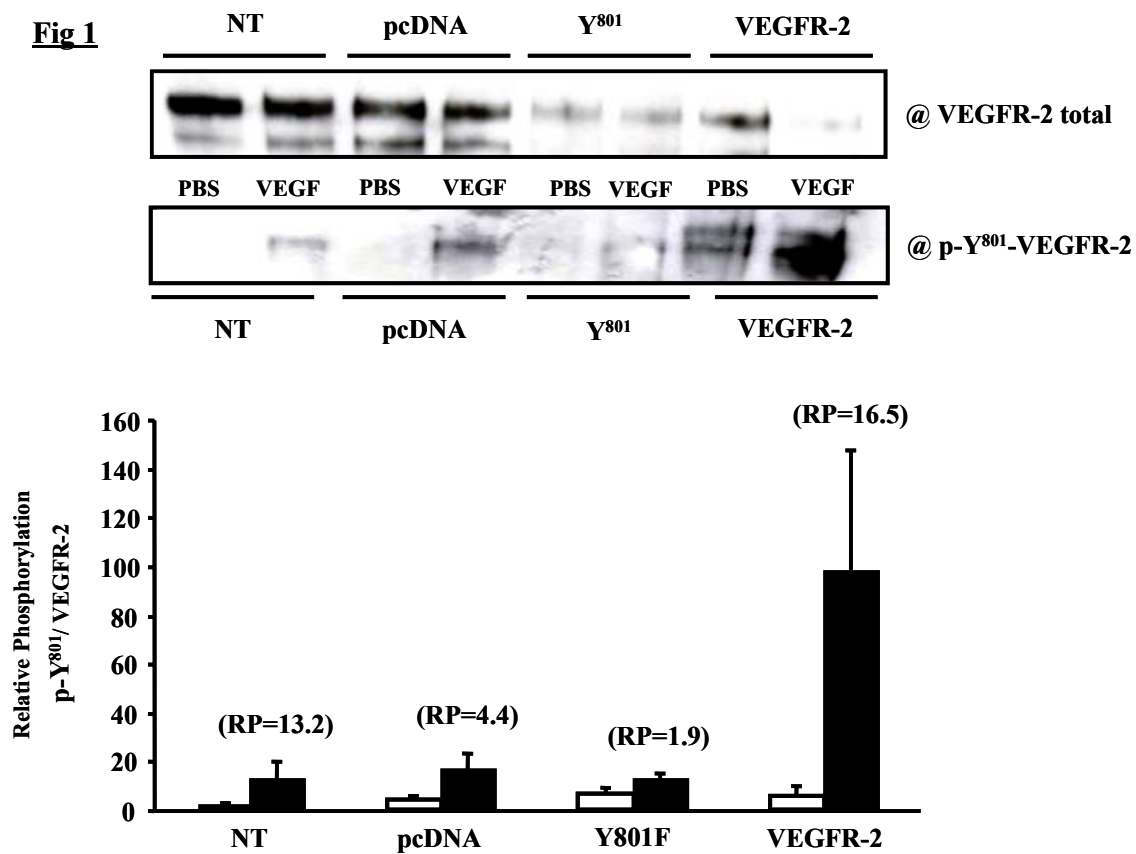 Fig 1
NT pcDNA Y⁸⁰¹ VEGFR-2
@ VEGFR-2 total
PBS VEGF PBS VEGF PBS VEGF PBS VEGF
@ p-Y⁸⁰¹-VEGFR-2
NT pcDNA Y⁸⁰¹ VEGFR-2
Relative Phosphorylation
p-Y⁸⁰¹/ VEGFR-2
160
140
120
100
80
60
40
20
0
(RP=13.2)
(RP=4.4)
(RP=1.9)
(RP=16.5)
NT pcDNA Y801F VEGFR-2